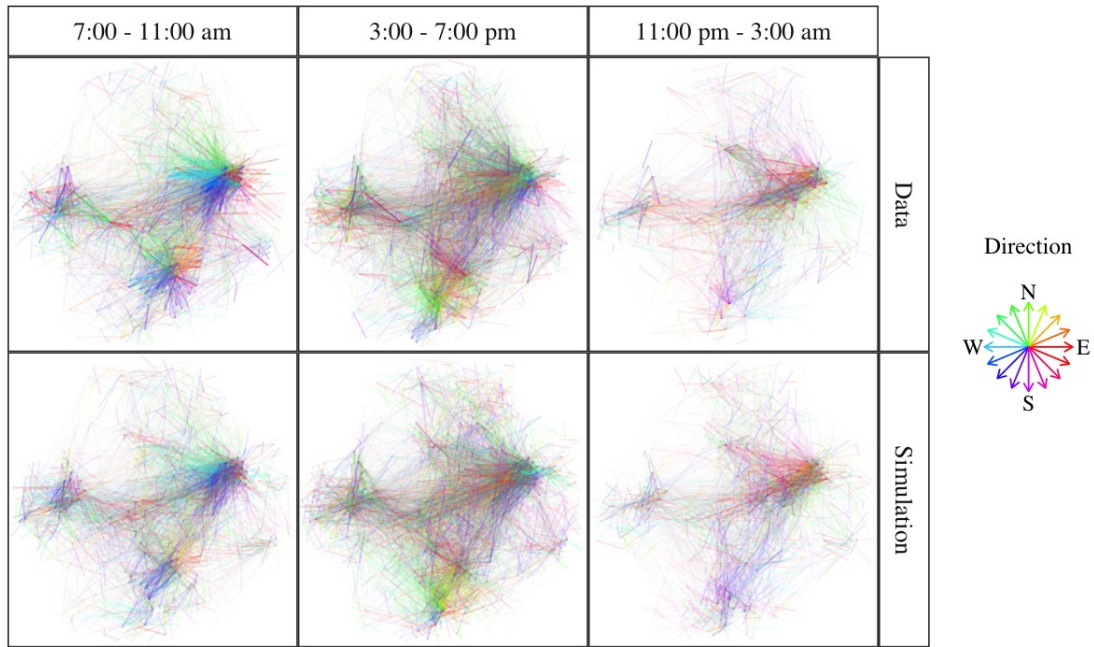 7:00 - 11:00 am
3:00 - 7:00 pm
11:00 pm - 3:00 am
Data
Simulation
Direction
N
W
E
S